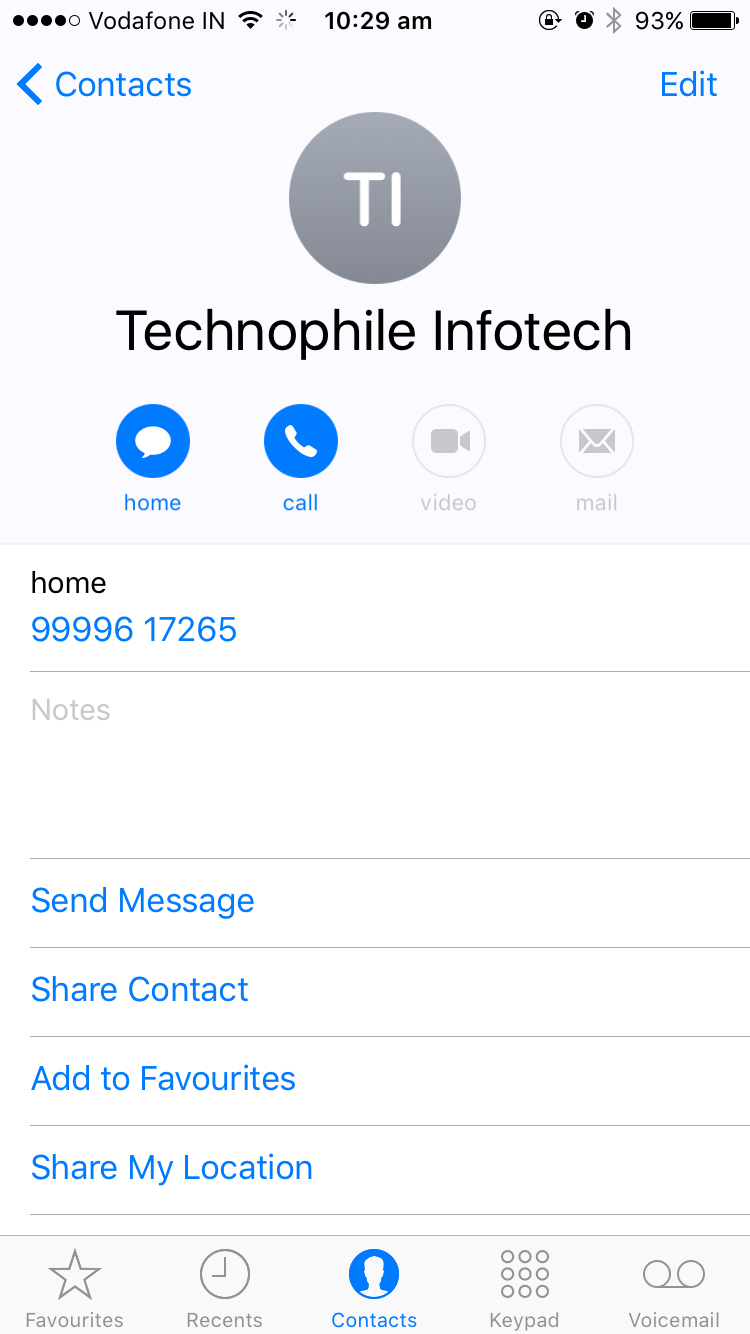 Vodafone IN 10:29 am 93%
Contacts Edit
TI
Technophile Infotech
home call video mail
home
99996 17265
Notes
Send Message
Share Contact
Add to Favourites
Share My Location
Favourites Recents Contacts Keypad Voicemail